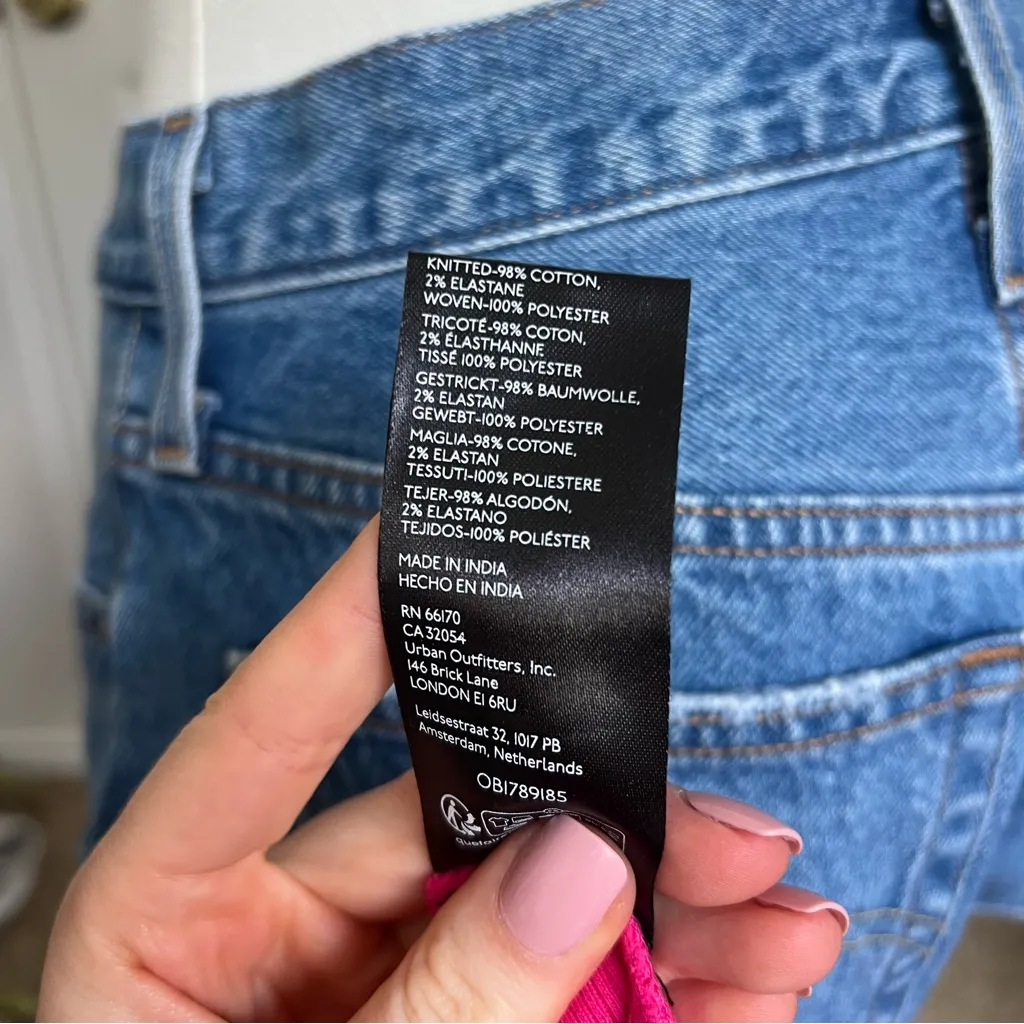 KNITTED-98% COTTON,
2% ELASTANE
WOVEN-100% POLYESTER
TRICOTÉ-98% COTON,
2% ÉLASTHANNE
TISSÉ 100% POLYESTER
GESTRICKT-98% BAUMWOLLE,
2% ELASTAN
GEWEBT-100% POLYESTER
MAGLIA-98% COTONE,
2% ELASTAN
TESSUTI-100% POLIESTERE
TEJER-98% ALGODÓN,
2% ELASTANO
TEJIDOS-100% POLIÉSTER
MADE IN INDIA
HECHO EN INDIA
RN 66170
CA 32054
Urban Outfitters, Inc.
146 Brick Lane
LONDON E1 6RU
Leidsestraat 32, 1017 PB
Amsterdam, Netherlands
OB1789185